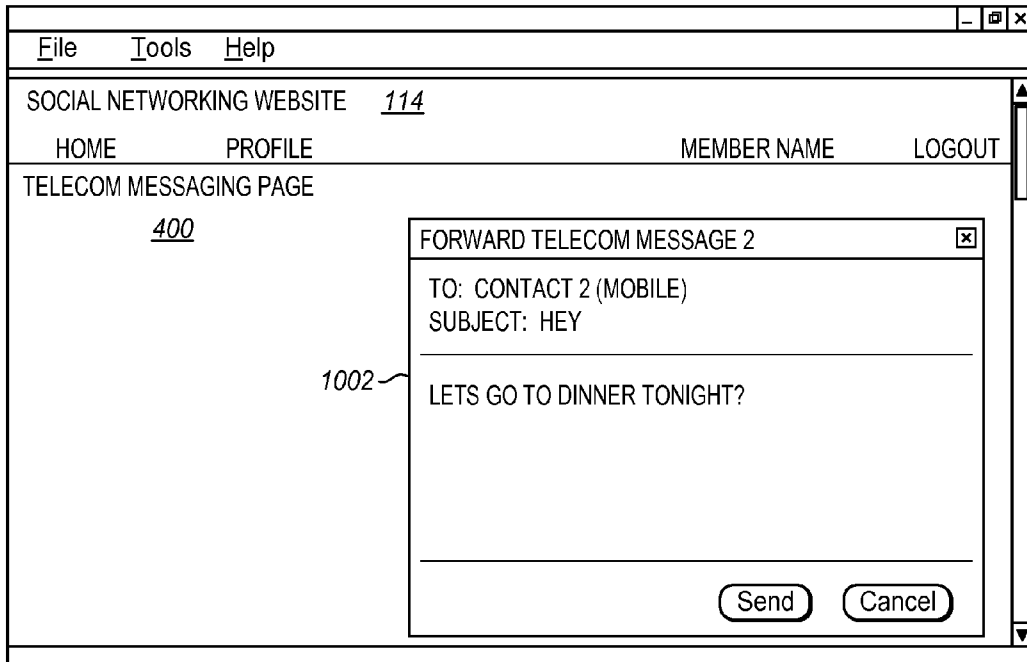 File Tools Help
SOCIAL NETWORKING WEBSITE 114
HOME PROFILE MEMBER NAME LOGOUT
TELECOM MESSAGING PAGE
400
FORWARD TELECOM MESSAGE 2
TO: CONTACT 2 (MOBILE)
SUBJECT: HEY
1002
LETS GO TO DINNER TONIGHT?
Send Cancel